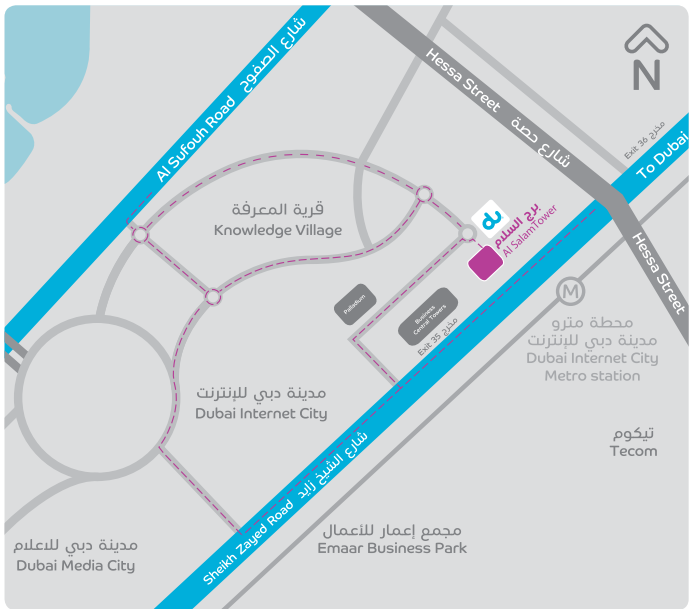 شارع الصفوح
Al Sufouh Road
Hessa Street
شارع حصة
N
مخرج 36
Exit 36
To Dubai
قرية المعرفة
Knowledge Village
du
برج السلام
Al SalamTower
Hessa Street
Palladium
Business
Central Towers
مخرج 35
Exit 35
M
محطة مترو
مدينة دبي للإنترنت
Dubai Internet City
Metro station
مدينة دبي للإنترنت
Dubai Internet City
تيكوم
Tecom
Sheikh Zayed Road
شارع الشيخ زايد
مجمع إعمار للأعمال
Emaar Business Park
مدينة دبي للاعلام
Dubai Media City